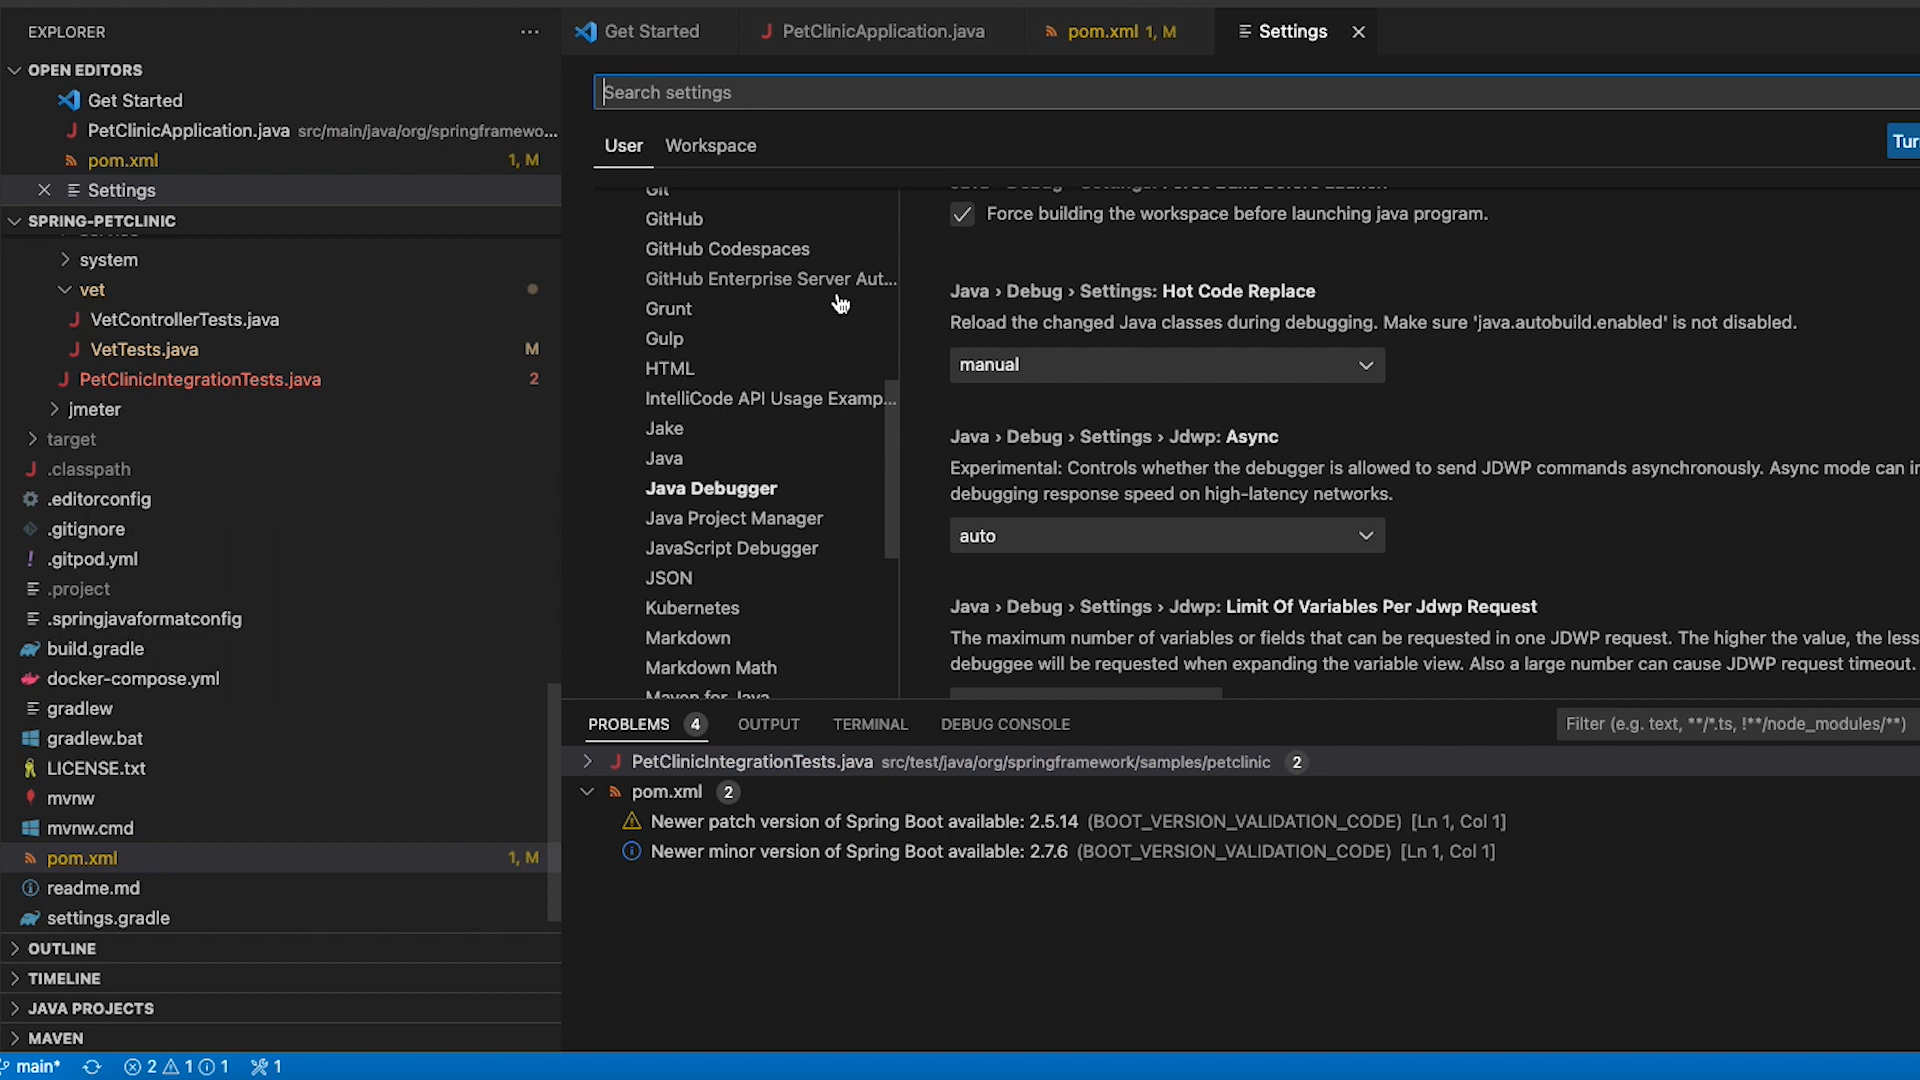 EXPLORER
OPEN EDITORS
Get Started
PetClinicApplication.java src/main/java/org/springframewo...
pom.xml 1, M
Settings
SPRING-PETCLINIC
system
vet
VetControllerTests.java
VetTests.java M
PetClinicIntegrationTests.java 2
jmeter
target
.classpath
.editorconfig
.gitignore
.gitpod.yml
.project
.springjavaformatconfig
build.gradle
docker-compose.yml
gradlew
gradlew.bat
LICENSE.txt
mvnw
mvnw.cmd
pom.xml 1, M
readme.md
settings.gradle
OUTLINE
TIMELINE
JAVA PROJECTS
MAVEN
main* 2 1 1 1
Get Started PetClinicApplication.java pom.xml 1, M Settings
Search settings
User Workspace
Tur
Git
GitHub
GitHub Codespaces
GitHub Enterprise Server Aut...
Grunt
Gulp
HTML
IntelliCode API Usage Examp...
Jake
Java
Java Debugger
Java Project Manager
JavaScript Debugger
JSON
Kubernetes
Markdown
Markdown Math
Maven for Java
Java › Debug › Settings: Force Build Before Launch
Force building the workspace before launching java program.
Java › Debug › Settings: Hot Code Replace
Reload the changed Java classes during debugging. Make sure 'java.autobuild.enabled' is not disabled.
manual
Java › Debug › Settings › Jdwp: Async
Experimental: Controls whether the debugger is allowed to send JDWP commands asynchronously. Async mode can i
debugging response speed on high-latency networks.
auto
Java › Debug › Settings › Jdwp: Limit Of Variables Per Jdwp Request
The maximum number of variables or fields that can be requested in one JDWP request. The higher the value, the less
debuggee will be requested when expanding the variable view. Also a large number can cause JDWP request timeout.
PROBLEMS 4 OUTPUT TERMINAL DEBUG CONSOLE
Filter (e.g. text, **/*.ts, !**/node_modules/**)
PetClinicIntegrationTests.java src/test/java/org/springframework/samples/petclinic 2
pom.xml 2
Newer patch version of Spring Boot available: 2.5.14 (BOOT_VERSION_VALIDATION_CODE) [Ln 1, Col 1]
Newer minor version of Spring Boot available: 2.7.6 (BOOT_VERSION_VALIDATION_CODE) [Ln 1, Col 1]